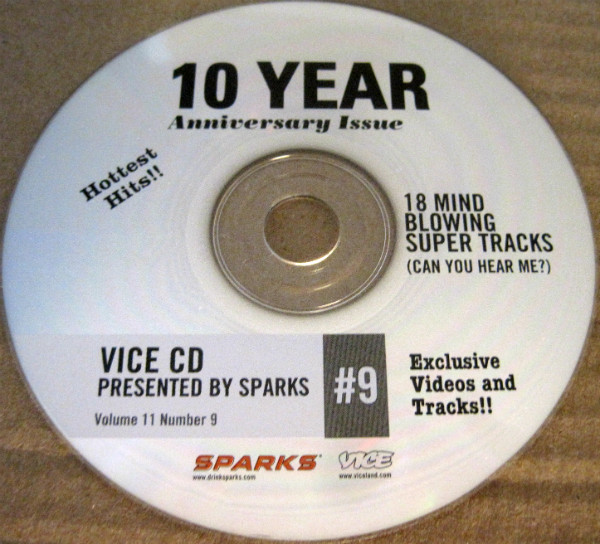 10 YEAR
Anniversary Issue
Hottest
Hits!!
18 MIND
BLOWING
SUPER TRACKS
(CAN YOU HEAR ME?)
VICE CD
PRESENTED BY SPARKS
Volume 11 Number 9
#9
Exclusive
Videos and
Tracks!!
SPARKS
www.drinksparks.com
VICE
www.viceland.com